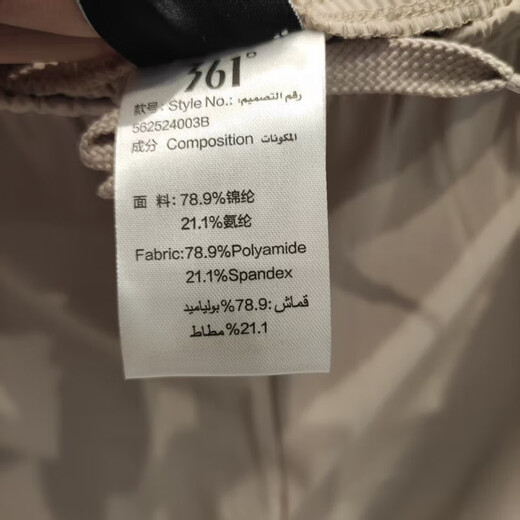 361°
款号: Style No.: رقم التصميم:
562524003B
成分 Composition المكونات
面 料:78.9%锦纶
21.1%氨纶
Fabric:78.9%Polyamide
21.1%Spandex
قماش:78.9%بولياميد
21.1%مطاط